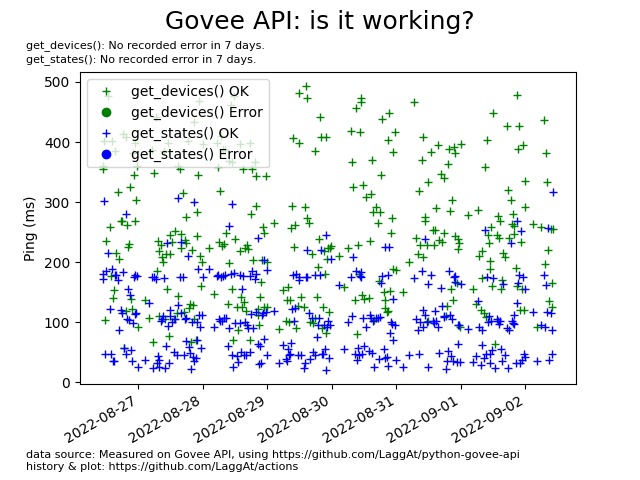 Govee API: is it working?
get_devices(): No recorded error in 7 days.
get_states(): No recorded error in 7 days.
get_devices() OK
get_devices() Error
get_states() OK
get_states() Error
Ping (ms)
500
400
300
200
100
0
2022-08-27
2022-08-28
2022-08-29
2022-08-30
2022-08-31
2022-09-01
2022-09-02
data source: Measured on Govee API, using https://github.com/LaggAt/python-govee-api
history & plot: https://github.com/LaggAt/actions